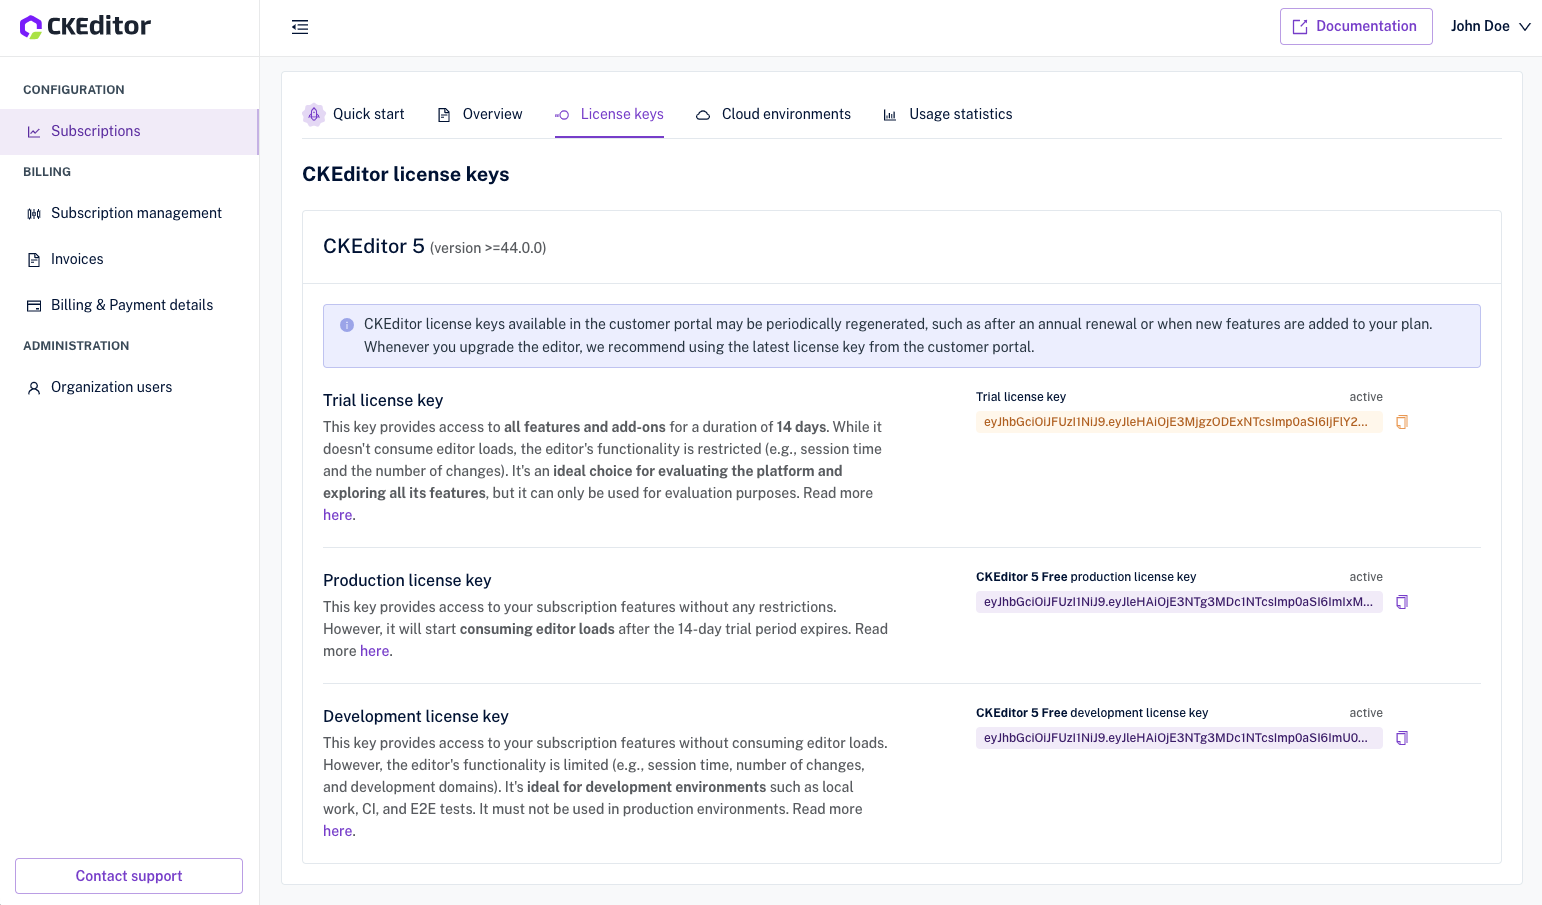 CKEditor
Documentation
John Doe
CONFIGURATION
Subscriptions
BILLING
Subscription management
Invoices
Billing & Payment details
ADMINISTRATION
Organization users
Contact support
Quick start
Overview
License keys
Cloud environments
Usage statistics
CKEditor license keys
CKEditor 5 (version >=44.0.0)
CKEditor license keys available in the customer portal may be periodically regenerated, such as after an annual renewal or when new features are added to your plan.
Whenever you upgrade the editor, we recommend using the latest license key from the customer portal.
Trial license key
This key provides access to all features and add-ons for a duration of 14 days. While it
doesn't consume editor loads, the editor's functionality is restricted (e.g., session time
and the number of changes). It's an ideal choice for evaluating the platform and
exploring all its features, but it can only be used for evaluation purposes. Read more
here.
Trial license key active
eyJhbGciOiJFUzI1NiJ9.eyJleHAiOjE3MjgzODExNTcsImp0aSI6IjFlY2...
Production license key
This key provides access to your subscription features without any restrictions.
However, it will start consuming editor loads after the 14-day trial period expires. Read
more here.
CKEditor 5 Free production license key active
eyJhbGciOiJFUzI1NiJ9.eyJleHAiOjE3NTg3MDc1NTcsImp0aSI6ImIxM...
Development license key
This key provides access to your subscription features without consuming editor loads.
However, the editor's functionality is limited (e.g., session time, number of changes,
and development domains). It's ideal for development environments such as local
work, CI, and E2E tests. It must not be used in production environments. Read more
here.
CKEditor 5 Free development license key active
eyJhbGciOiJFUzI1NiJ9.eyJleHAiOjE3NTg3MDc1NTcsImp0aSI6ImU0...